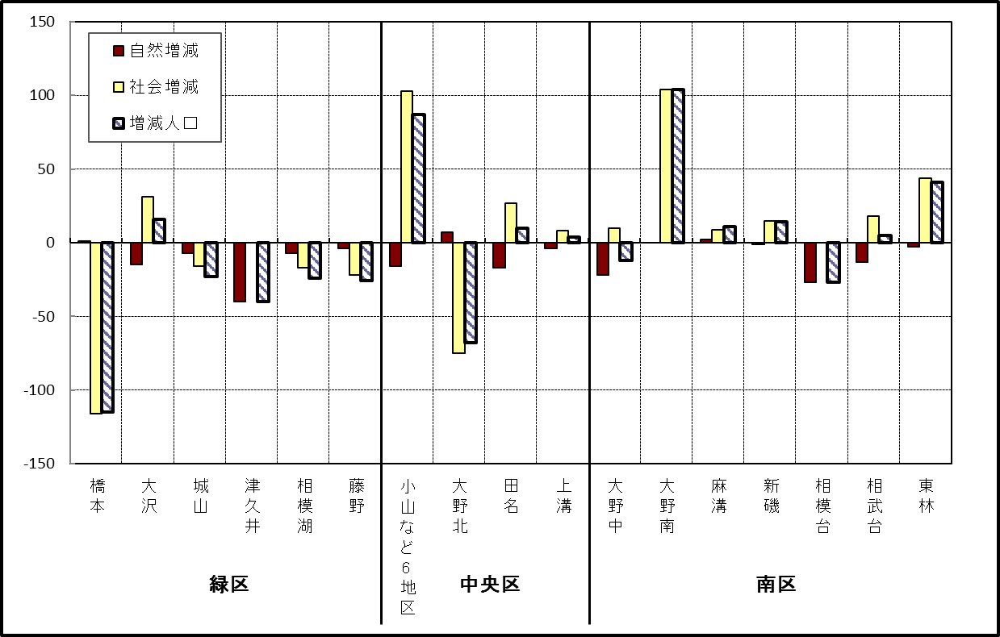 150
100
50
0
-50
-100
-150
自然増減
社会増減
増減人口
橋本
大沢
城山
津久井
相模湖
藤野
小山など6地区
大野北
田名
上溝
大野中
大野南
麻溝
新磯
相模台
相武台
東林
緑区
中央区
南区